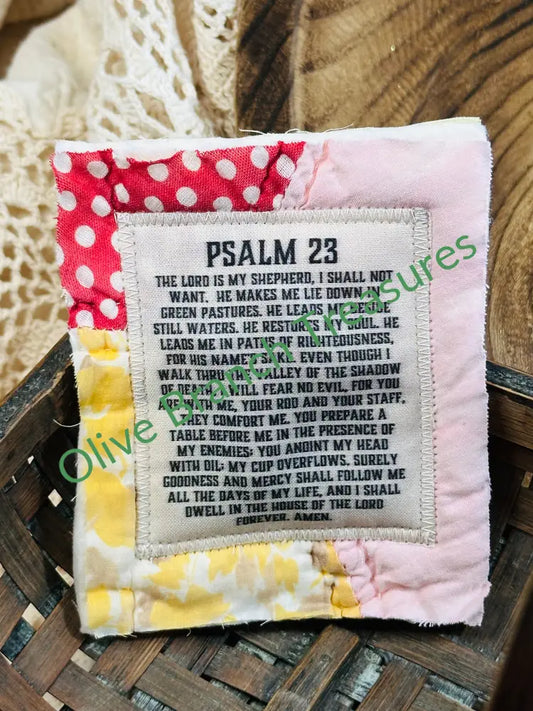 PSALM 23
THE LORD IS MY SHEPHERD, I SHALL NOT
WANT. HE MAKES ME LIE DOWN IN
GREEN PASTURES. HE LEADS ME BESIDE
STILL WATERS. HE RESTORES MY SOUL. HE
LEADS ME IN PATHS OF RIGHTEOUSNESS,
FOR HIS NAMES SAKE. EVEN THOUGH I
WALK THROUGH VALLEY OF THE SHADOW
OF DEATH, I WILL FEAR NO EVIL, FOR YOU
ARE WITH ME, YOUR ROD AND YOUR STAFF,
THEY COMFORT ME. YOU PREPARE A
TABLE BEFORE ME IN THE PRESENCE OF
MY ENEMIES; YOU ANOINT MY HEAD
WITH OIL; MY CUP OVERFLOWS. SURELY
GOODNESS AND MERCY SHALL FOLLOW ME
ALL THE DAYS OF MY LIFE, AND I SHALL
DWELL IN THE HOUSE OF THE LORD
FOREVER. AMEN.
Olive Branch Treasures